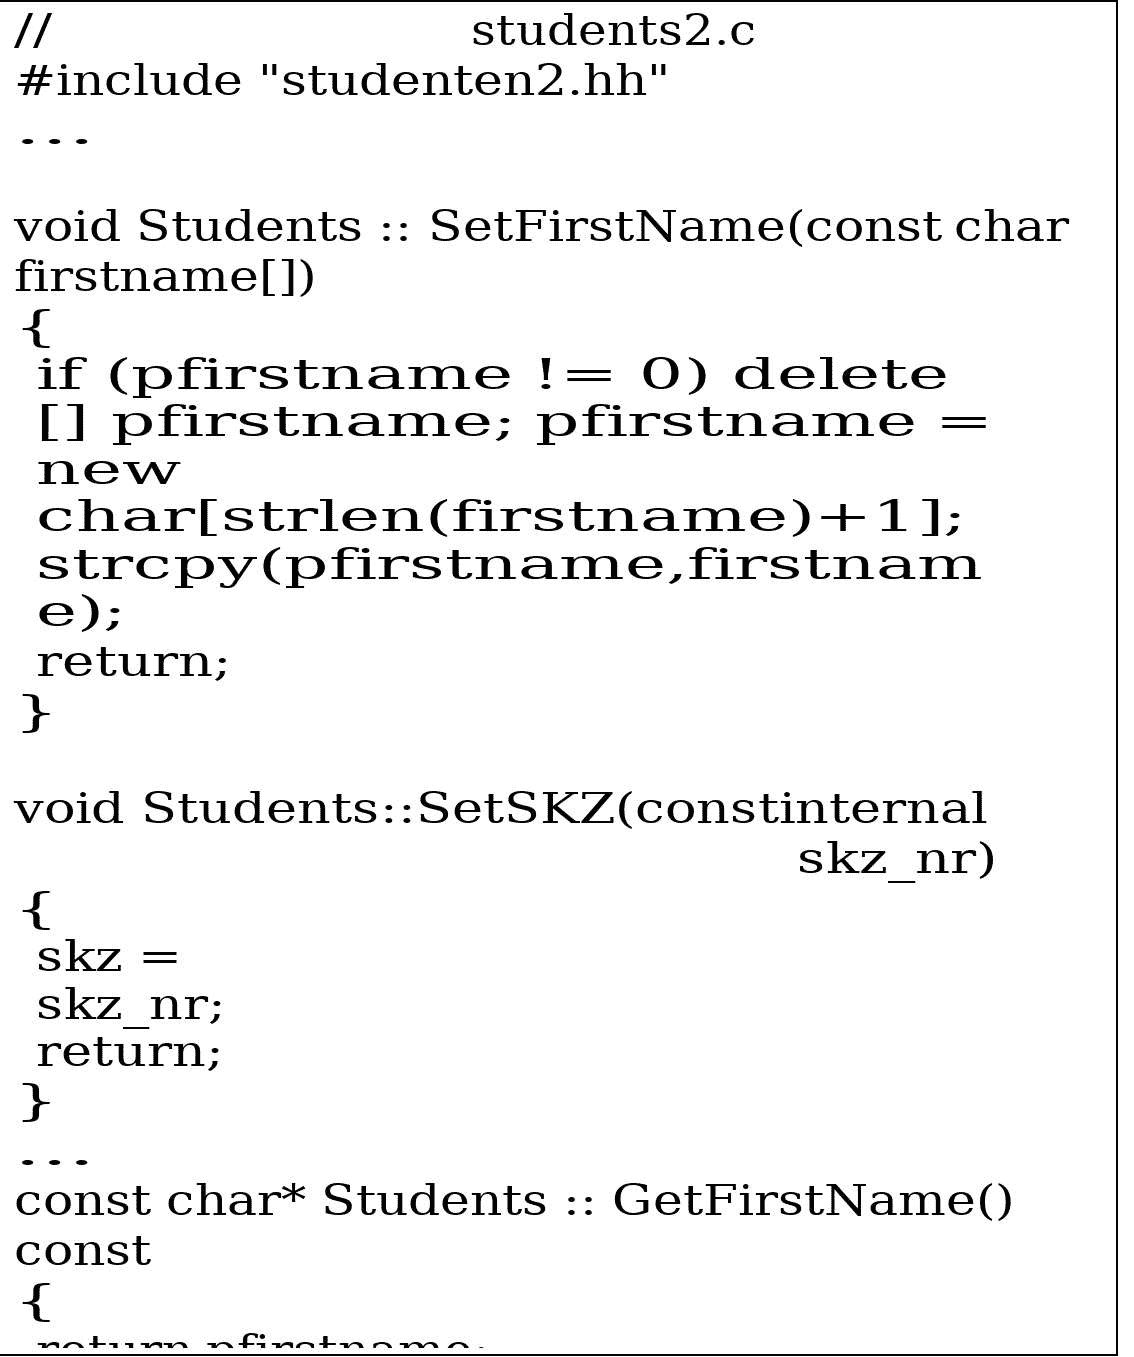 // students2.c
#include "studenten2.hh"
...
void Students :: SetFirstName(const char
firstname[])
{
if (pfirstname != 0) delete
[] pfirstname; pfirstname =
new
char[strlen(firstname)+1];
strcpy(pfirstname,firstnam
e);
return;
}
void Students::SetSKZ(constinternal
skz_nr)
{
skz =
skz_nr;
return;
}
...
const char* Students :: GetFirstName()
const
{
return pfirstname;